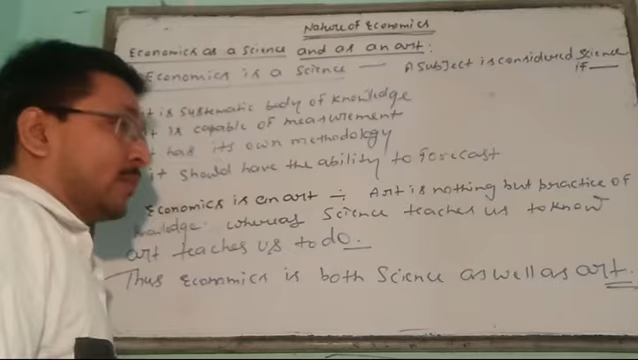 Nature of Economics
Economics as a Science and as an art:
Economics is a Science — A Subject is considered Science
if —
it is systematic body of knowledge
it is capable of measurement
it has its own methodology
it should have the ability to forecast
Economics is an art :- Art is nothing but practice of
knowledge. whereas Science teaches us to know
art teaches us to do.
Thus Economics is both Science as well as art.